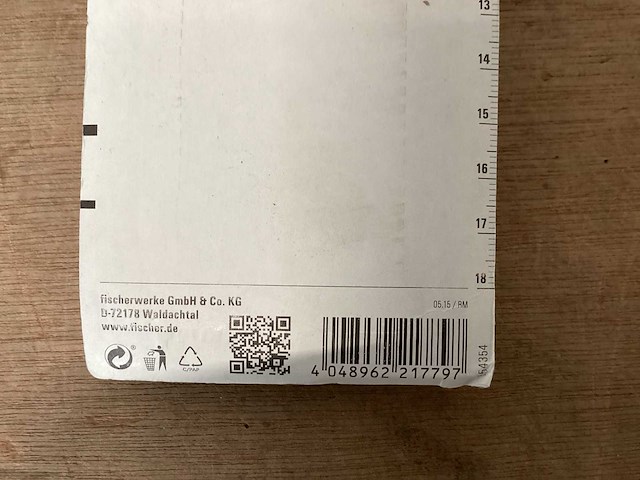 13
14
15
16
17
18
fischerwerke GmbH & Co. KG
D-72178 Waldachtal
www.fischer.de
05.15 / RM
®
C/PAP
4 048962 217797
54354